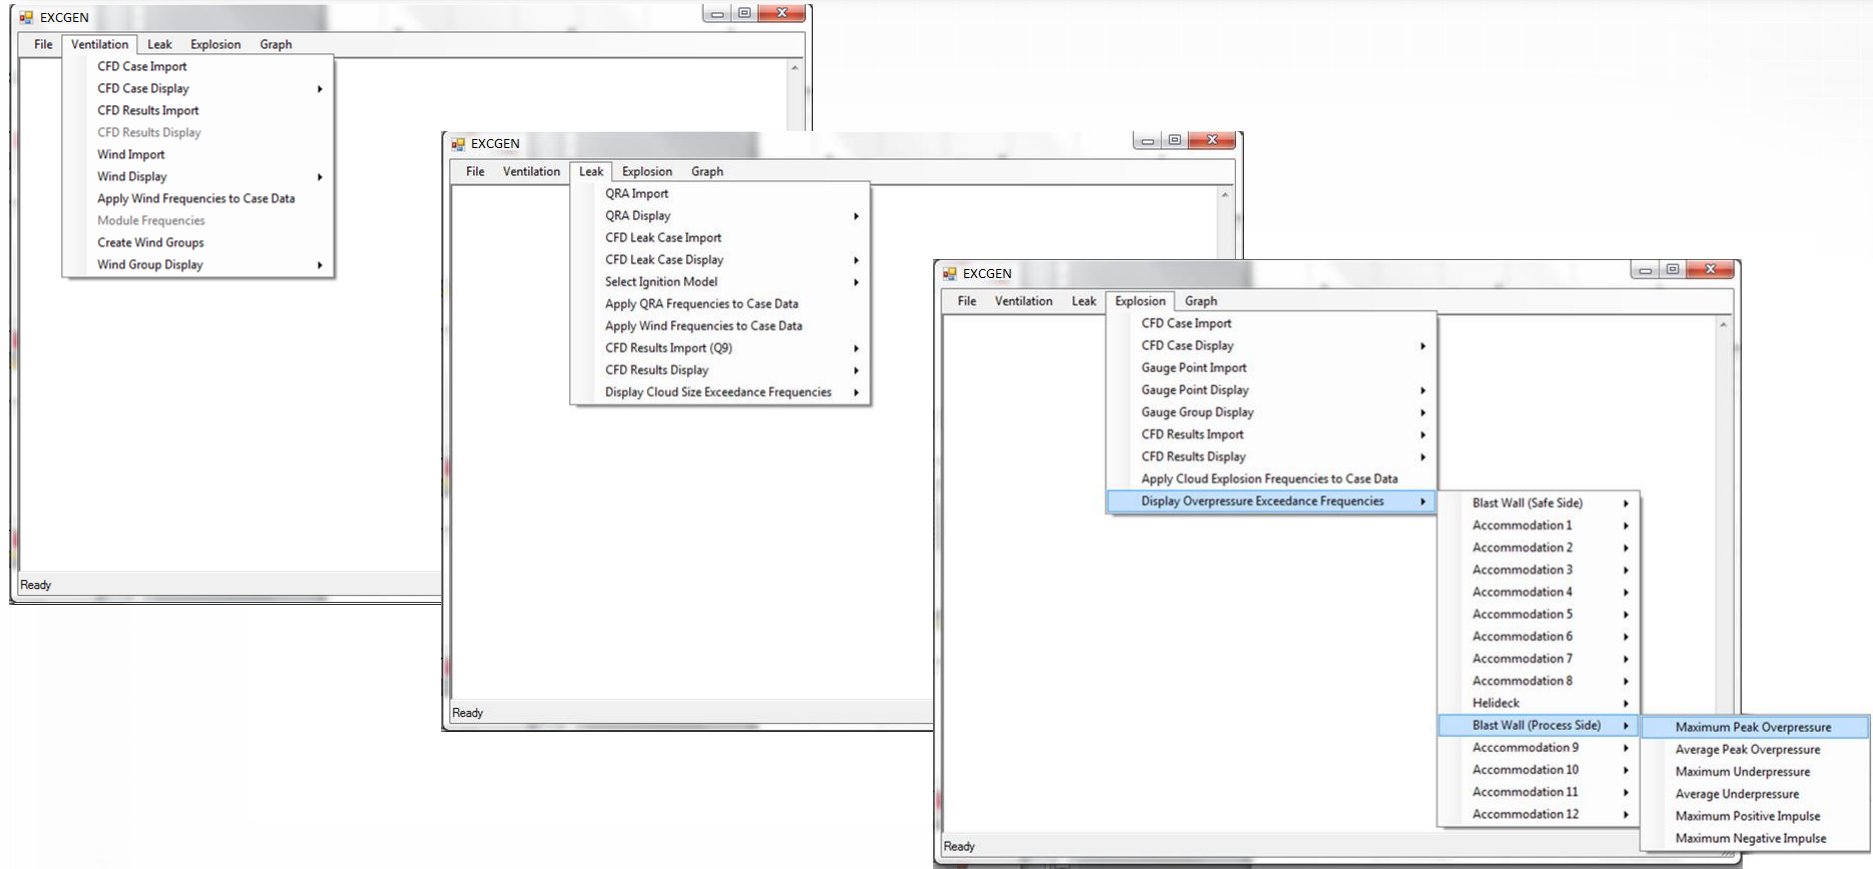 EXCGEN
File Ventilation Leak Explosion Graph
CFD Case Import
CFD Case Display
CFD Results Import
CFD Results Display
Wind Import
Wind Display
Apply Wind Frequencies to Case Data
Module Frequencies
Create Wind Groups
Wind Group Display
Ready
EXCGEN
File Ventilation Leak Explosion Graph
QRA Import
QRA Display
CFD Leak Case Import
CFD Leak Case Display
Select Ignition Model
Apply QRA Frequencies to Case Data
Apply Wind Frequencies to Case Data
CFD Results Import (Q9)
CFD Results Display
Display Cloud Size Exceedance Frequencies
Ready
EXCGEN
File Ventilation Leak Explosion Graph
CFD Case Import
CFD Case Display
Gauge Point Import
Gauge Point Display
Gauge Group Display
CFD Results Import
CFD Results Display
Apply Cloud Explosion Frequencies to Case Data
Display Overpressure Exceedance Frequencies
Blast Wall (Safe Side)
Accommodation 1
Accommodation 2
Accommodation 3
Accommodation 4
Accommodation 5
Accommodation 6
Accommodation 7
Accommodation 8
Helideck
Blast Wall (Process Side)
Acccommodation 9
Accommodation 10
Accommodation 11
Accommodation 12
Maximum Peak Overpressure
Average Peak Overpressure
Maximum Underpressure
Average Underpressure
Maximum Positive Impulse
Maximum Negative Impulse
Ready